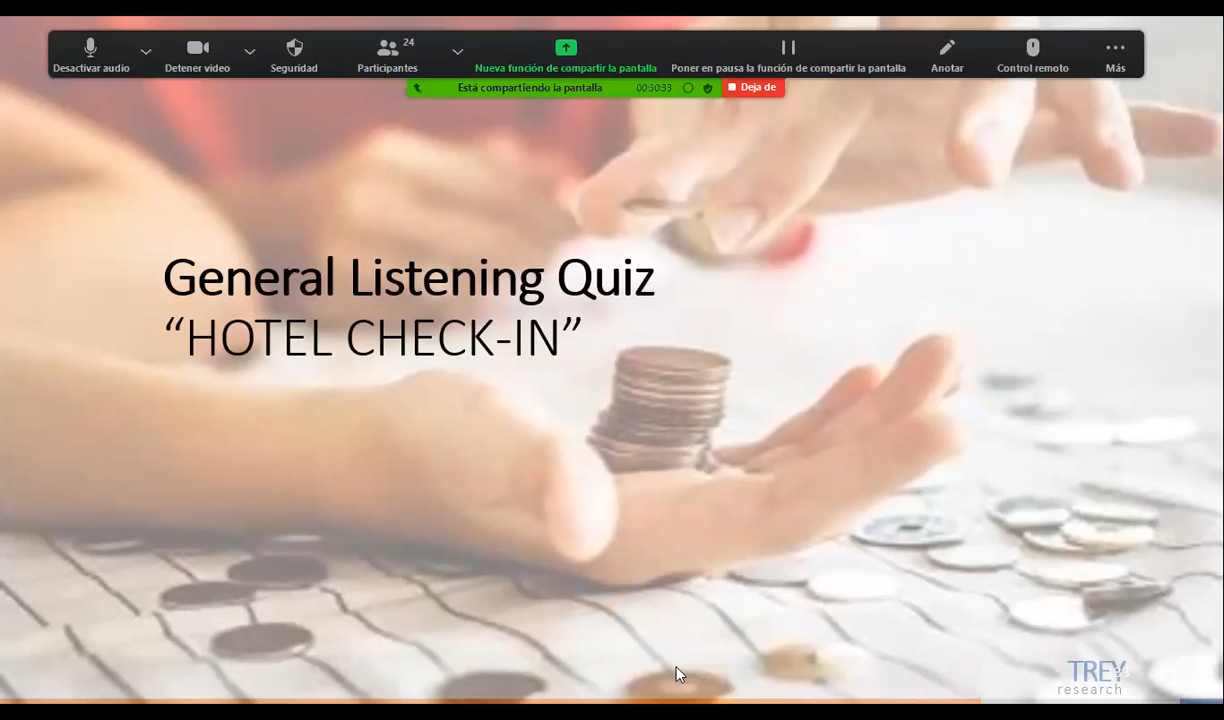 24
Desactivar audio
Detener video
Seguridad
Participantes
Nueva función de compartir la pantalla
Poner en pausa la función de compartir la pantalla
Anotar
Control remoto
Más
Está compartiendo la pantalla
00:30:33
Deja de
General Listening Quiz
“HOTEL CHECK-IN”
TREY
research